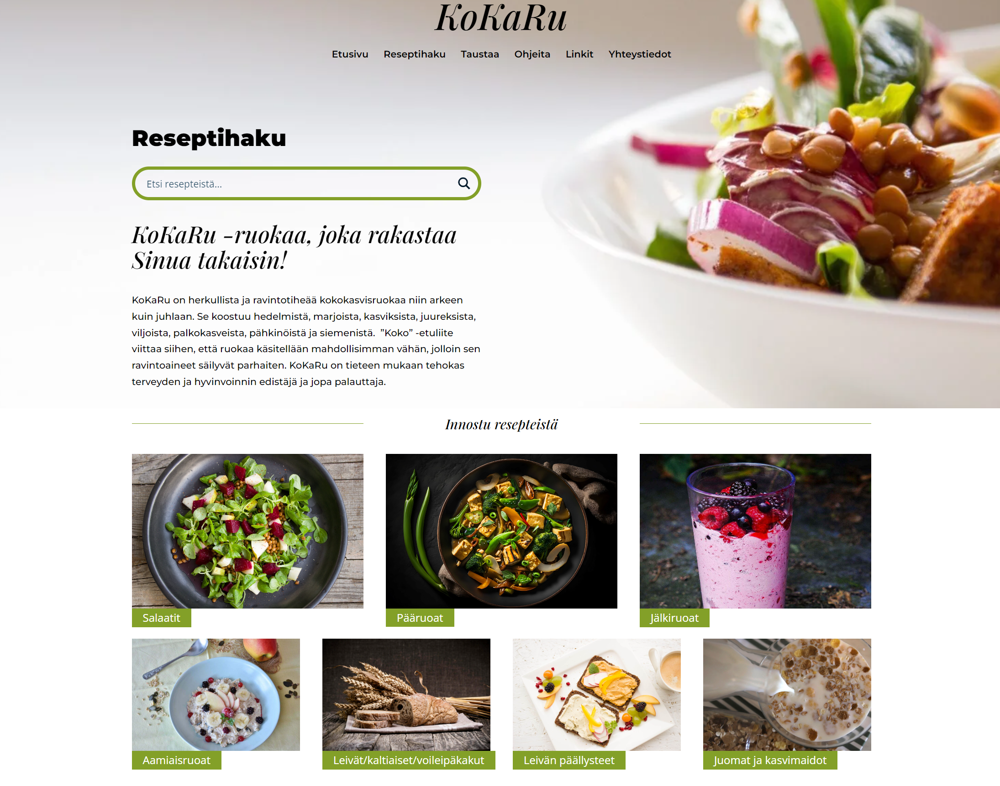 KoKaRu
Etusivu Reseptihaku Taustaa Ohjeita Linkit Yhteystiedot
Reseptihaku
Etsi resepteistä...
KoKaRu -ruokaa, joka rakastaa
Sinua takaisin!
KoKaRu on herkullista ja ravintotiheää kokokasvisruokaa niin arkeen
kuin juhlaan. Se koostuu hedelmistä, marjoista, kasviksista, juureksista,
viljoista, palkokasveista, pähkinöistä ja siemenistä.  ”Koko” -etuliite
viittaa siihen, että ruokaa käsitellään mahdollisimman vähän, jolloin sen
ravintoaineet säilyvät parhaiten. KoKaRu on tieteen mukaan tehokas
terveyden ja hyvinvoinnin edistäjä ja jopa palauttaja.
Innostu resepteistä
Salaatit
Pääruoat
Jälkiruoat
Aamiaisruoat
Leivät/kaltiaiset/voileipäkakut
Leivän päällysteet
Juomat ja kasvimaidot